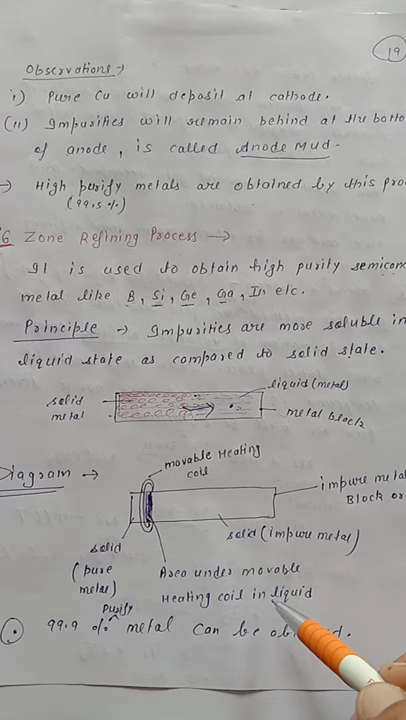 19
Observations →
i) Pure Cu will deposit at cathode.
(ii) Impurities will remain behind at the botto
of anode, is called Anode Mud.
→ High purify metals are obtained by this pro
(99.5 %)
6 Zone Refining Process →
It is used to obtain high purity semicon
metal like B, Si, Ge, Ga, In etc.
Principle → Impurities are more soluble in
liquid state as compared to solid state.
solid
metal
liquid (metal)
metal block
movable Heating
coil
Diagram →
impure metal
Block or
solid (impure metal)
solid
(pure
metal)
Area under movable
Heating coil in liquid
99.9 % purify metal can be